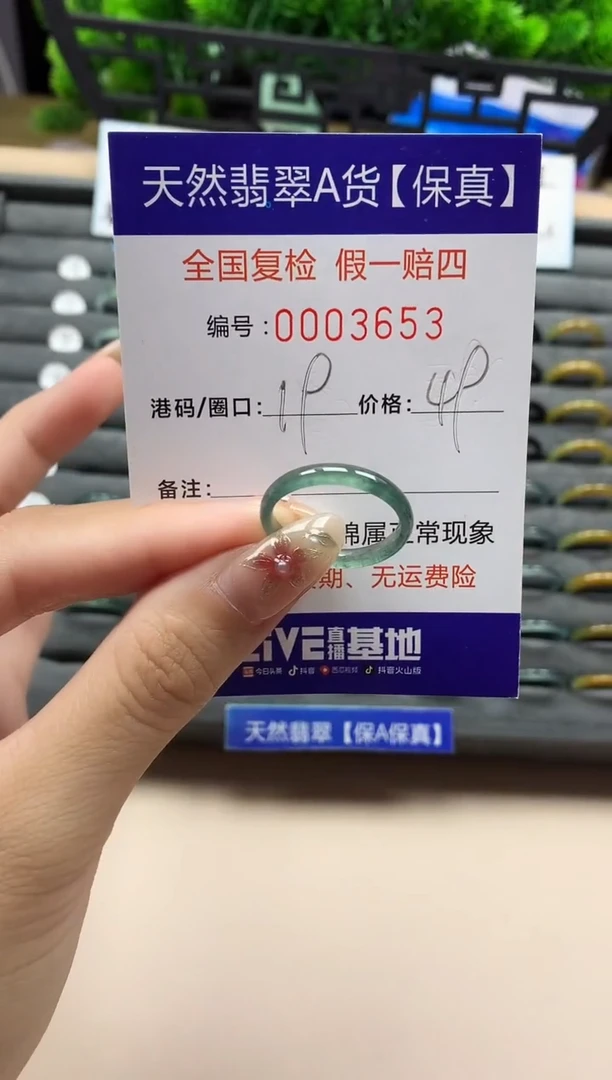 天然翡翠A货【保真】
全国复检 假一赔四
编号:0003653
港码/圈口: 1P 价格: 4P
备注:
棉属正常现象
期、无运费险
LIVE直播基地
今日头条 抖音 西瓜视频 抖音火山版
天然翡翠【保A保真】